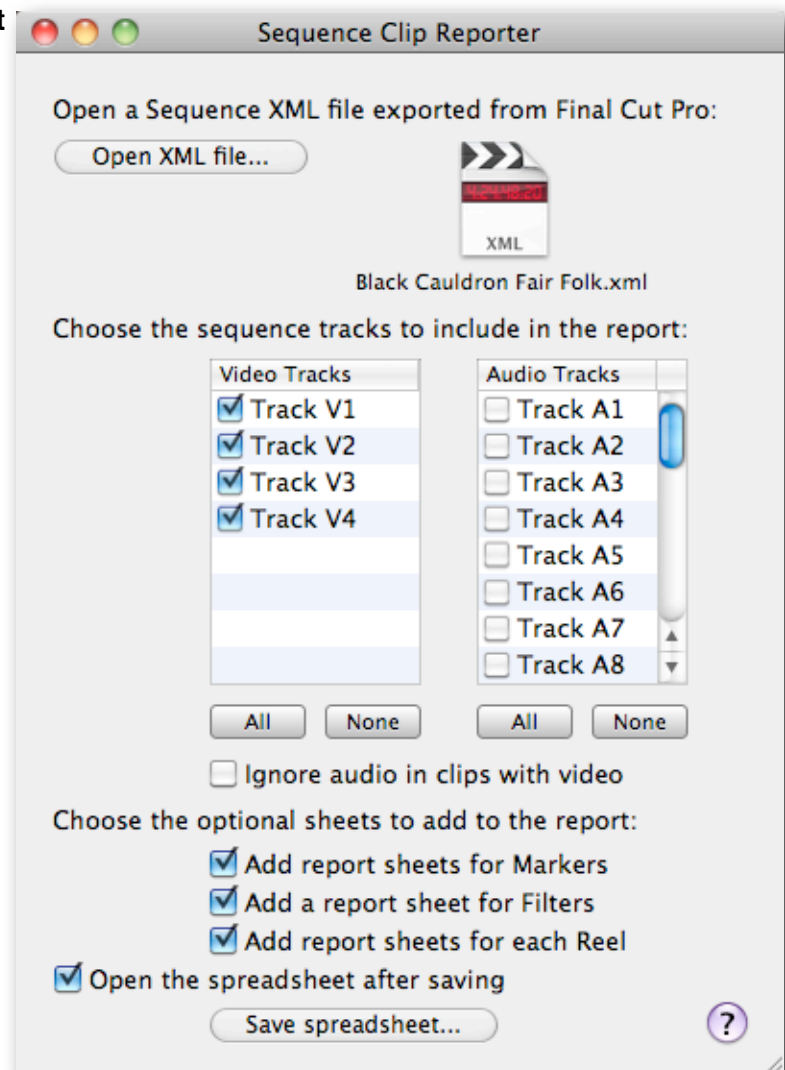 t
Sequence Clip Reporter
Open a Sequence XML file exported from Final Cut Pro:
Open XML file...
4:24:48:20
XML
Black Cauldron Fair Folk.xml
Choose the sequence tracks to include in the report:
Video Tracks
Track V1
Track V2
Track V3
Track V4
Audio Tracks
Track A1
Track A2
Track A3
Track A4
Track A5
Track A6
Track A7
Track A8
All None
All None
Ignore audio in clips with video
Choose the optional sheets to add to the report:
Add report sheets for Markers
Add a report sheet for Filters
Add report sheets for each Reel
Open the spreadsheet after saving
Save spreadsheet...
?